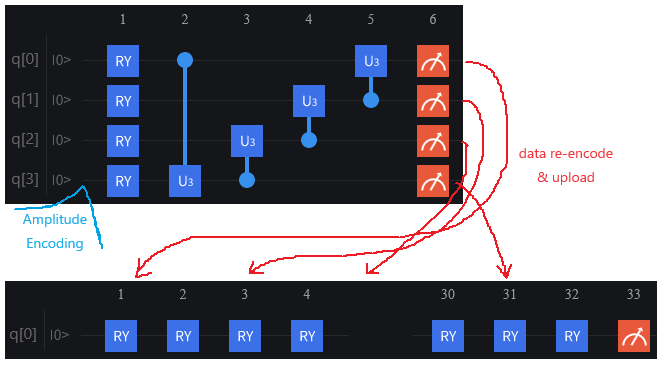 1 2 3 4 5 6
q[0] |0> RY U3
q[1] |0> RY U3
q[2] |0> RY U3
q[3] |0> RY U3
data re-encode
& upload
Amplitude
Encoding
1 2 3 4 30 31 32 33
q[0] |0> RY RY RY RY RY RY RY